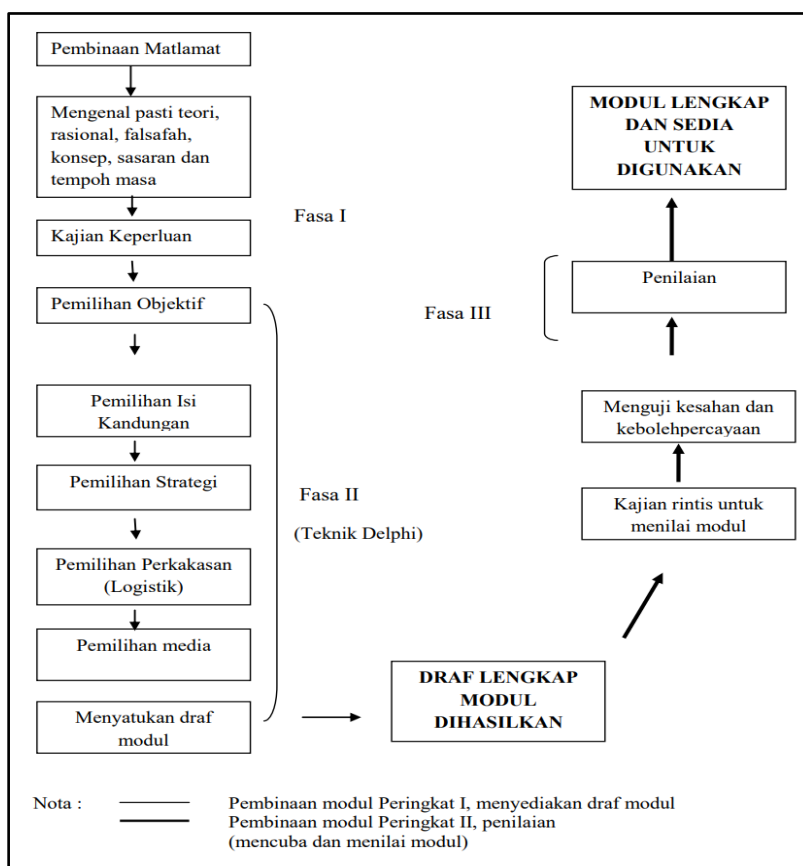 Pembinaan Matlamat
Mengenal pasti teori,
rasional, falsafah,
konsep, sasaran dan
tempoh masa
Fasa I
Kajian Keperluan
Pemilihan Objektif
Pemilihan Isi
Kandungan
Pemilihan Strategi
Fasa II
(Teknik Delphi)
Pemilihan Perkakasan
(Logistik)
Pemilihan media
Menyatukan draf
modul
DRAF LENGKAP
MODUL
DIHASILKAN
Kajian rintis untuk
menilai modul
Menguji kesahan dan
kebolehpercayaan
Fasa III
Penilaian
MODUL LENGKAP
DAN SEDIA
UNTUK
DIGUNAKAN
Nota :
Pembinaan modul Peringkat I, menyediakan draf modul
Pembinaan modul Peringkat II, penilaian
(mencuba dan menilai modul)